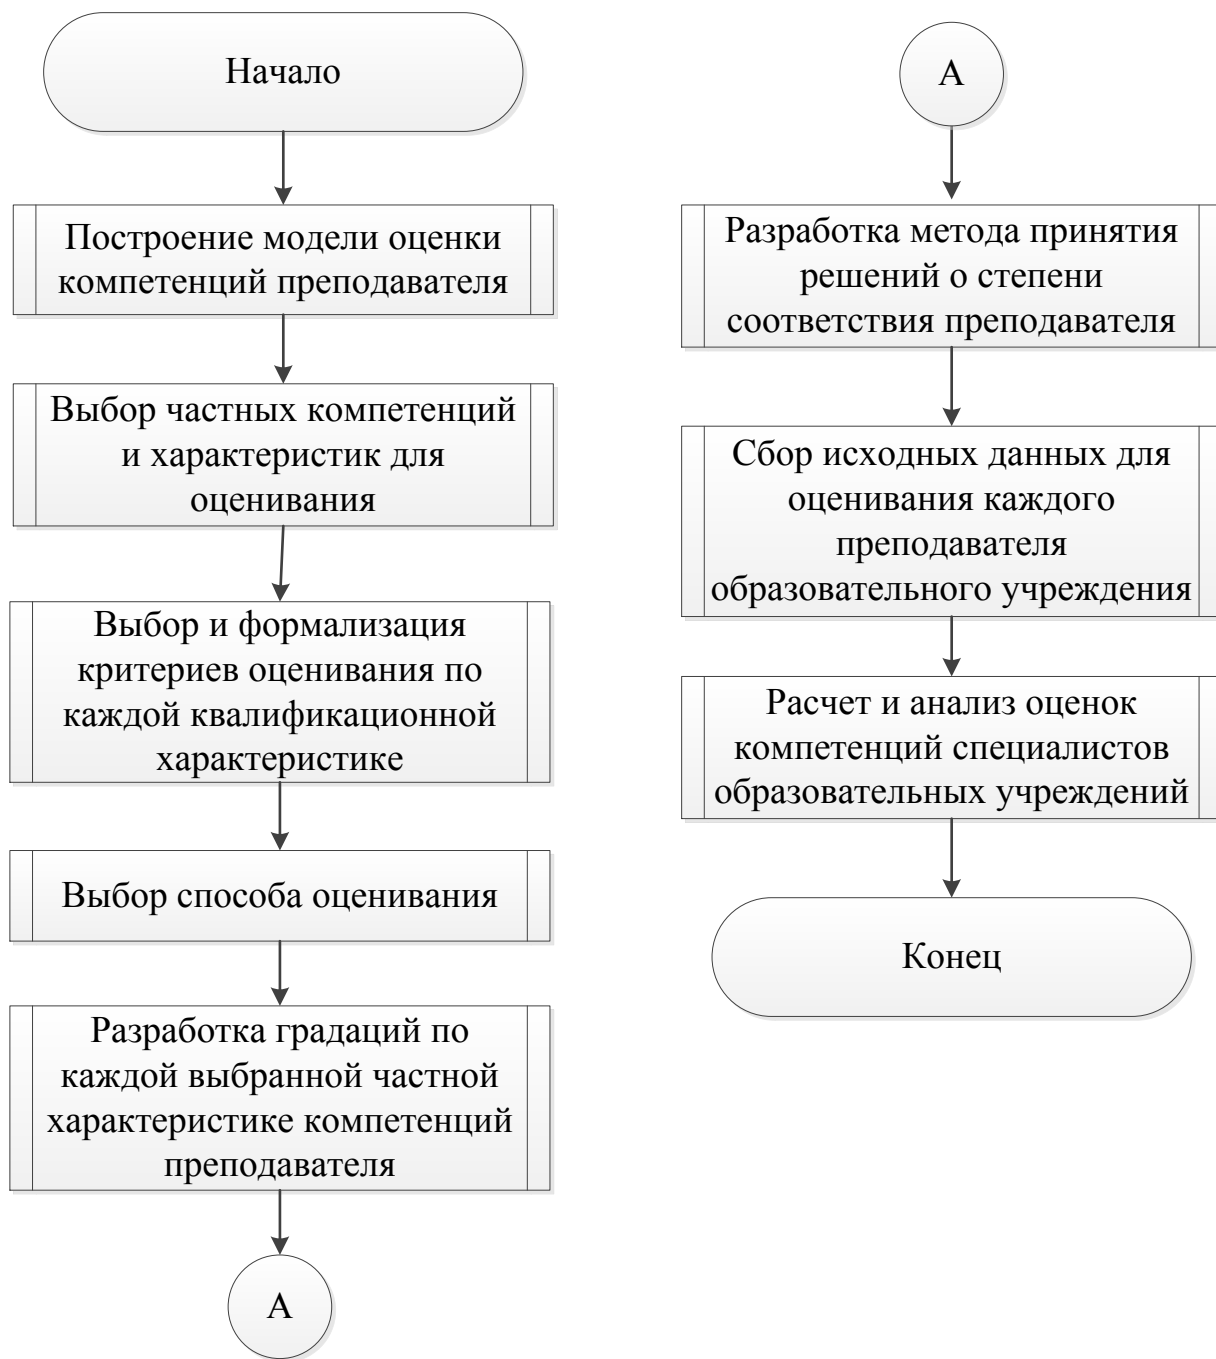 Начало
Построение модели оценки
компетенций преподавателя
Выбор частных компетенций
и характеристик для
оценивания
Выбор и формализация
критериев оценивания по
каждой квалификационной
характеристике
Выбор способа оценивания
Разработка градаций по
каждой выбранной частной
характеристике компетенций
преподавателя
А
А
Разработка метода принятия
решений о степени
соответствия преподавателя
Сбор исходных данных для
оценивания каждого
преподавателя
образовательного учреждения
Расчет и анализ оценок
компетенций специалистов
образовательных учреждений
Конец